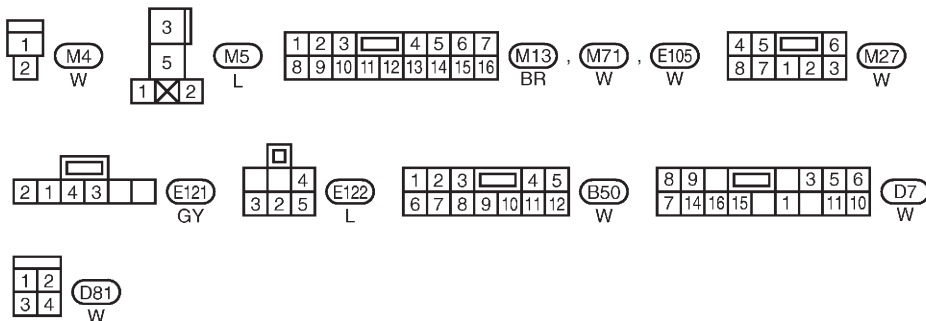 1
2
M4
W
3
5
1 2
M5
L
1 2 3 4 5 6 7
8 9 10 11 12 13 14 15 16
M13 , M71 , E105
BR W W
4 5 6
8 7 1 2 3
M27
W
2 1 4 3
E121
GY
4
3 2 5
E122
L
1 2 3 4 5
6 7 8 9 10 11 12
B50
W
8 9 3 5 6
7 14 16 15 1 11 10
D7
W
1 2
3 4
D81
W